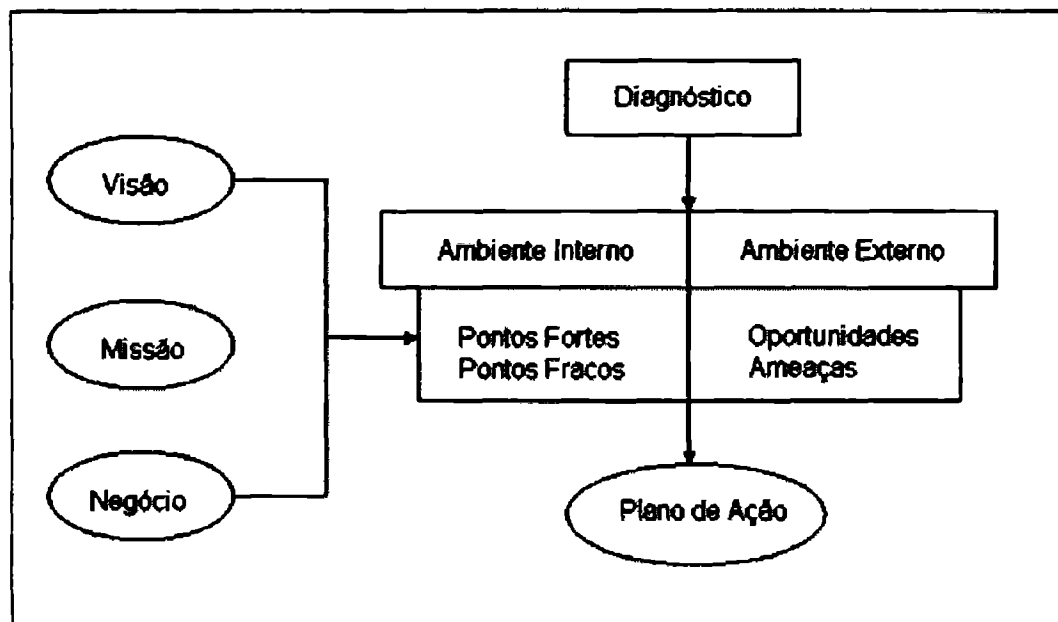 Diagnóstico
Visão
Ambiente Interno
Ambiente Externo
Missão
Pontos Fortes
Pontos Fracos
Oportunidades
Ameaças
Negócio
Plano de Ação